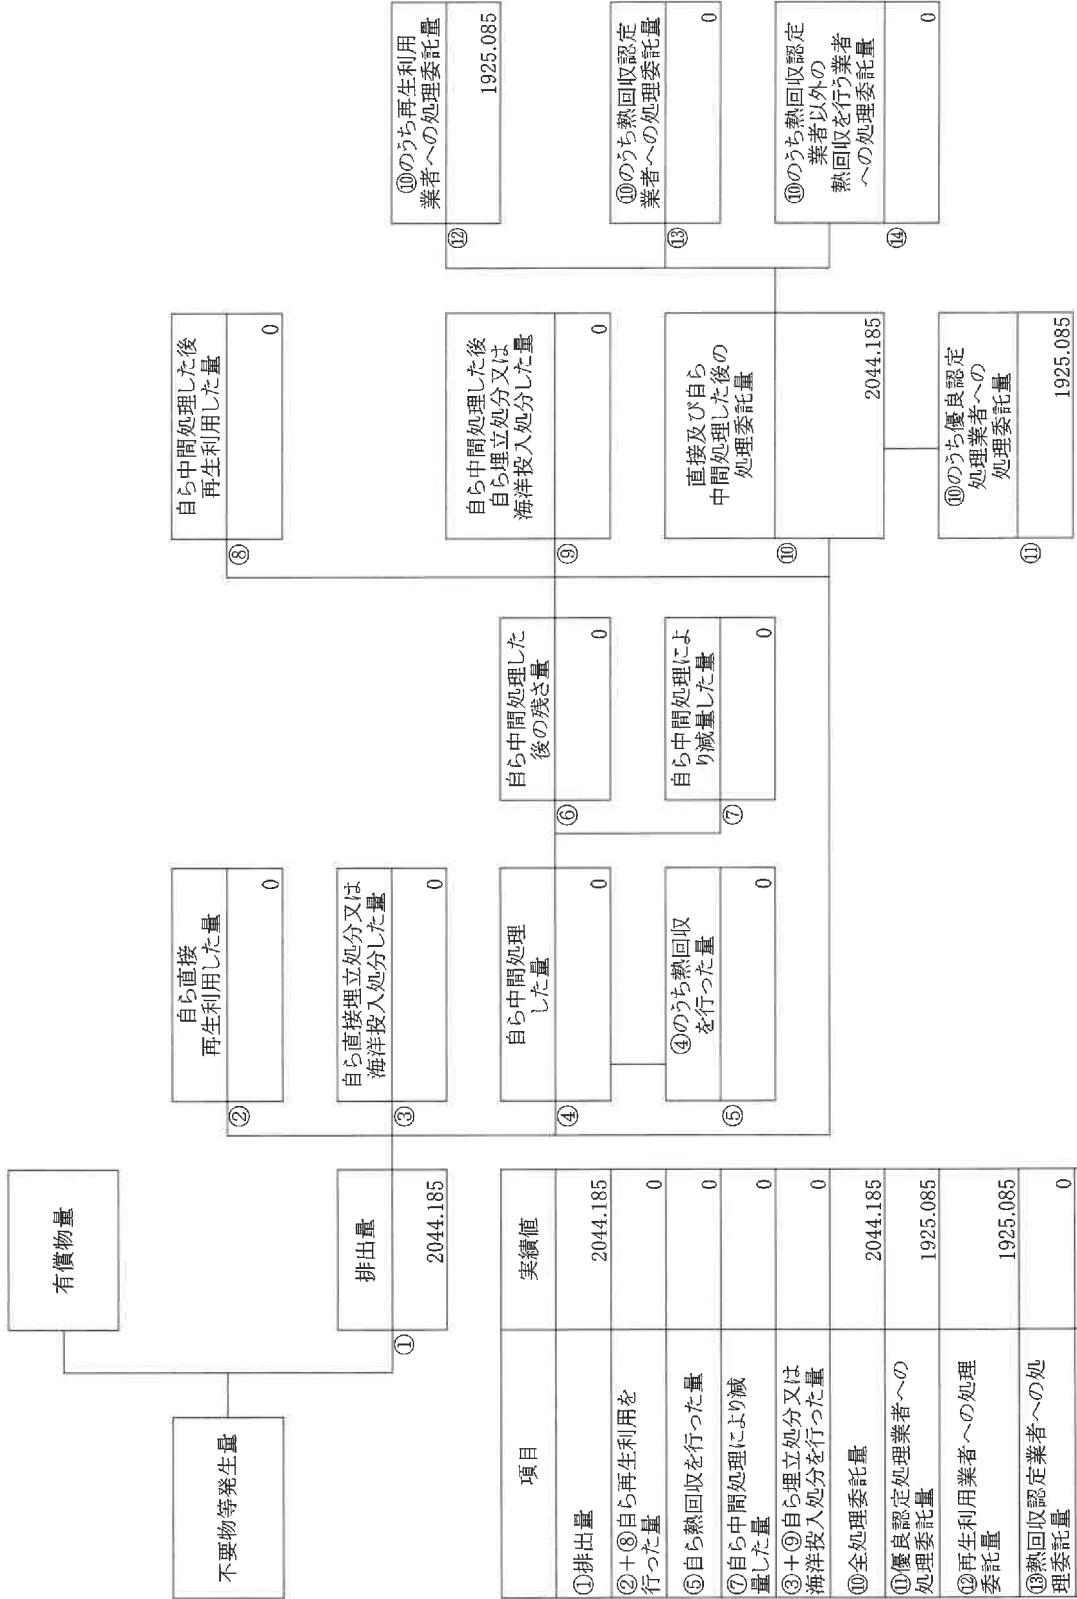 不要物等発生量
有償物量
排出量
①
2044.185
自ら直接
再生利用した量
②
0
自ら直接埋立処分又は
海洋投入処分した量
③
0
自ら中間処理
した量
④
0
④のうち熱回収
を行った量
⑤
0
自ら中間処理した
後の残さ量
⑥
0
自ら中間処理によ
り減量した量
⑦
0
自ら中間処理した後
再生利用した量
⑧
0
自ら中間処理した後
自ら埋立処分又は
海洋投入処分した量
⑨
0
直接及び自ら
中間処理した後の
処理委託量
⑩
2044.185
⑩のうち優良認定
処理業者への
処理委託量
⑪
1925.085
⑩のうち再生利用
業者への処理委託量
⑫
1925.085
⑩のうち熱回収認定
業者への処理委託量
⑬
0
⑩のうち熱回収認定
業者以外の
熱回収を行う業者
への処理委託量
⑭
0
項目 実績値
①排出量 2044.185
②+⑧自ら再生利用を
行った量 0
⑤自ら熱回収を行った量 0
⑦自ら中間処理により減
量した量 0
③+⑨自ら埋立処分又は
海洋投入処分を行った量 0
⑩全処理委託量 2044.185
⑪優良認定処理業者への
処理委託量 1925.085
⑫再生利用業者への処理
委託量 1925.085
⑬熱回収認定業者への処
理委託量 0